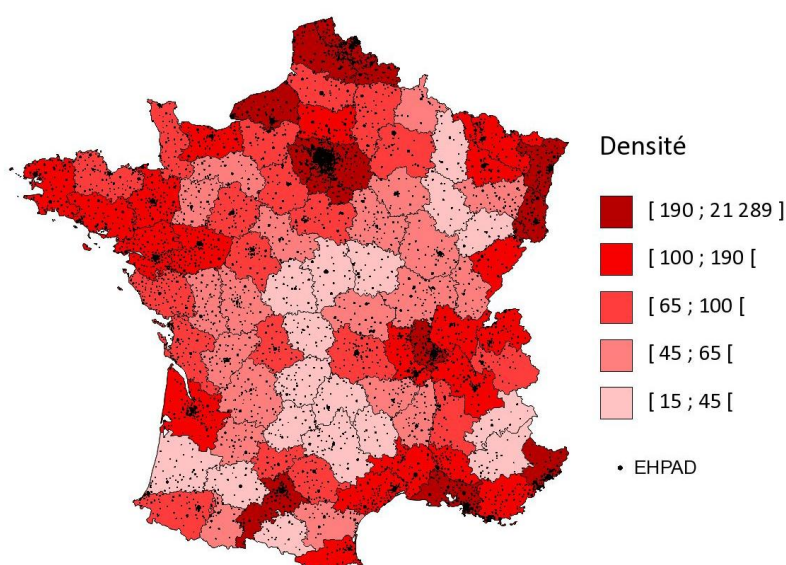 Densité
[ 190 ; 21 289 ]
[ 100 ; 190 [
[ 65 ; 100 [
[ 45 ; 65 [
[ 15 ; 45 [
EHPAD